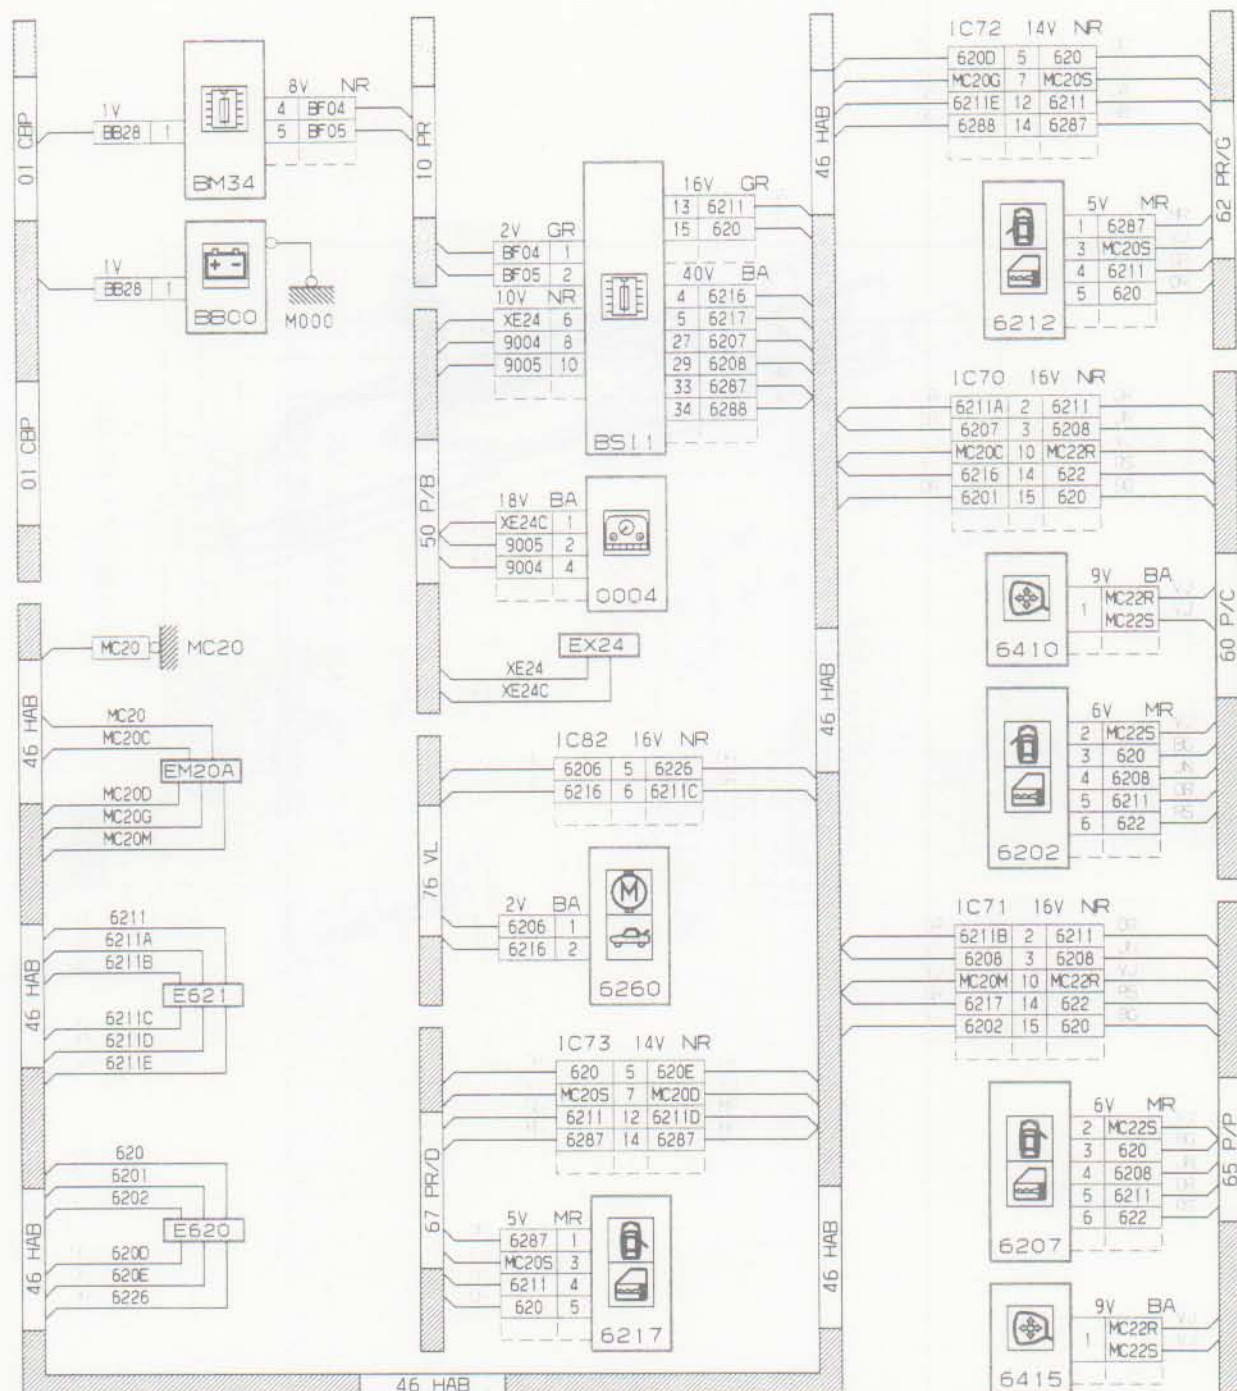 01 CBP
1V
BB28 1
BM34
8V NR
4 BF04
5 BF05
1V
BB28 1
BB00
M000
01 CBP
46 HAB
MC20
MC20
MC20
MC20C
EM20A
MC20D
MC20G
MC20M
46 HAB
6211
6211A
6211B
E621
6211C
6211D
6211E
46 HAB
620
6201
6202
E620
620D
620E
6226
46 HAB
10 PR
2V GR
BF04 1
BF05 2
10V NR
XE24 6
9004 8
9005 10
BSI1
16V GR
13 6211
15 620
40V BA
4 6216
5 6217
27 6207
29 6208
33 6287
34 6288
50 P/B
18V BA
XE24C 1
9005 2
9004 4
0004
EX24
XE24
XE24C
76 VL
IC82 16V NR
6206 5 6226
6216 6 6211C
2V BA
6206 1
6216 2
M
6260
67 PR/D
IC73 14V NR
620 5 620E
MC20S 7 MC20D
6211 12 6211D
6287 14 6287
5V MR
6287 1
MC20S 3
6211 4
620 5
6217
46 HAB
46 HAB
46 HAB
IC72 14V NR
620D 5 620
MC20G 7 MC20S
6211E 12 6211
6288 14 6287
62 PR/G
5V MR
1 6287
3 MC20S
4 6211
5 620
6212
IC70 16V NR
6211A 2 6211
6207 3 6208
MC20C 10 MC22R
6216 14 622
6201 15 620
60 P/C
9V BA
1 MC22R
MC22S
6410
6V MR
2 MC22S
3 620
4 6208
5 6211
6 622
6202
IC71 16V NR
6211B 2 6211
6208 3 6208
MC20M 10 MC22R
6217 14 622
6202 15 620
65 P/P
6V MR
2 MC22S
3 620
4 6208
5 6211
6 622
6207
9V BA
1 MC22R
MC22S
6415